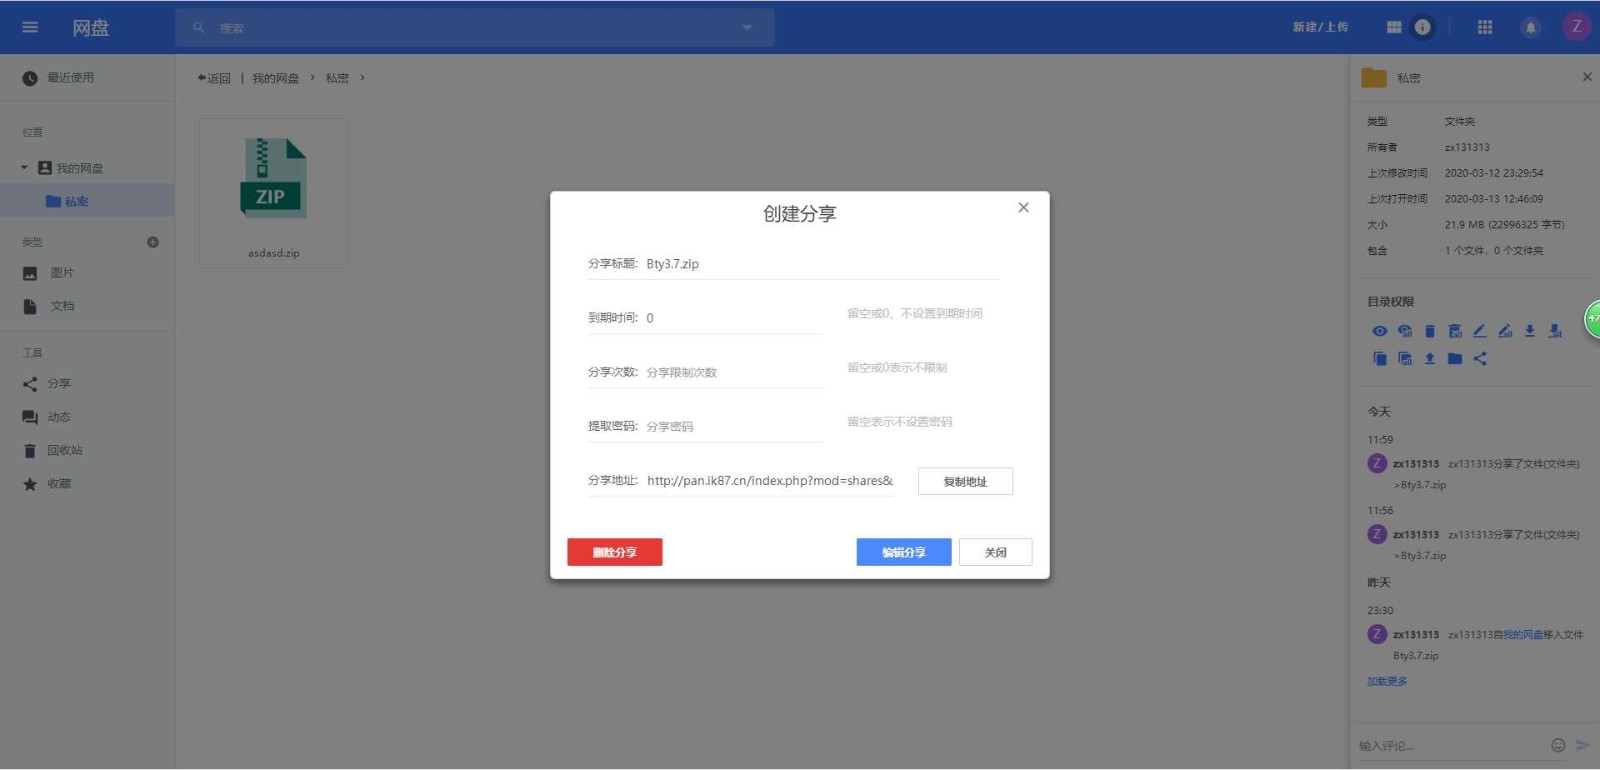 网盘
搜索
新建/上传
Z
最近使用
位置
我的网盘
私密
类型
图片
文档
工具
分享
动态
回收站
收藏
返回 | 我的网盘 › 私密 ›
ZIP
asdasd.zip
创建分享
分享标题: Bty3.7.zip
到期时间: 0 留空或0、不设置到期时间
分享次数: 分享限制次数 留空或0表示不限制
提取密码: 分享密码 留空表示不设置密码
分享地址: http://pan.ik87.cn/index.php?mod=shares& 复制地址
删除分享 编辑分享 关闭
私密
类型 文件夹
所有者 zx131313
上次修改时间 2020-03-12 23:29:54
上次打开时间 2020-03-13 12:46:09
大小 21.9 MB (22996325 字节)
包含 1 个文件，0 个文件夹
目录权限
47
今天
11:59
Z zx131313 zx131313分享了文件(文件夹)
>Bty3.7.zip
11:56
Z zx131313 zx131313分享了文件(文件夹)
>Bty3.7.zip
昨天
23:30
Z zx131313 zx131313自我的网盘移入文件
Bty3.7.zip
加载更多
输入评论...